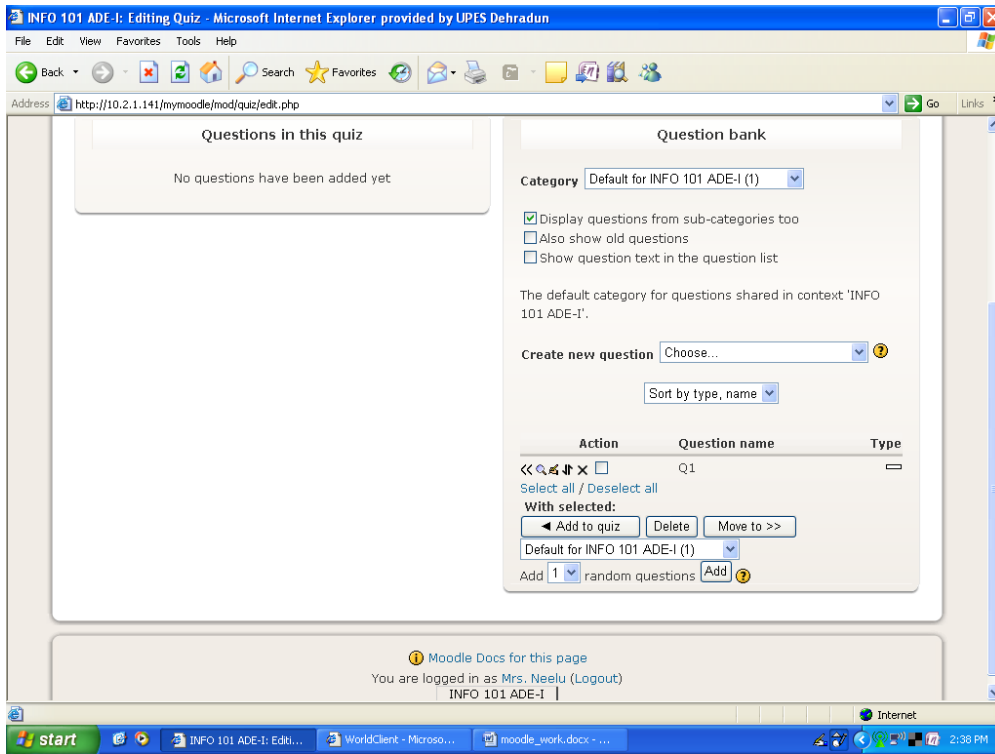 INFO 101 ADE-I: Editing Quiz - Microsoft Internet Explorer provided by UPES Dehradun
File Edit View Favorites Tools Help
Back Search Favorites
Address http://10.2.1.141/mymoodle/mod/quiz/edit.php Go Links
Questions in this quiz
No questions have been added yet
Question bank
Category Default for INFO 101 ADE-I (1)
Display questions from sub-categories too
Also show old questions
Show question text in the question list
The default category for questions shared in context 'INFO
101 ADE-I'.
Create new question Choose... ?
Sort by type, name
Action Question name Type
Q1
Select all / Deselect all
With selected:
◄ Add to quiz Delete Move to >>
Default for INFO 101 ADE-I (1)
Add 1 random questions Add ?
Moodle Docs for this page
You are logged in as Mrs. Neelu (Logout)
INFO 101 ADE-I
Internet
start INFO 101 ADE-I: Editi... WorldClient - Microso... moodle_work.docx - ... 2:38 PM